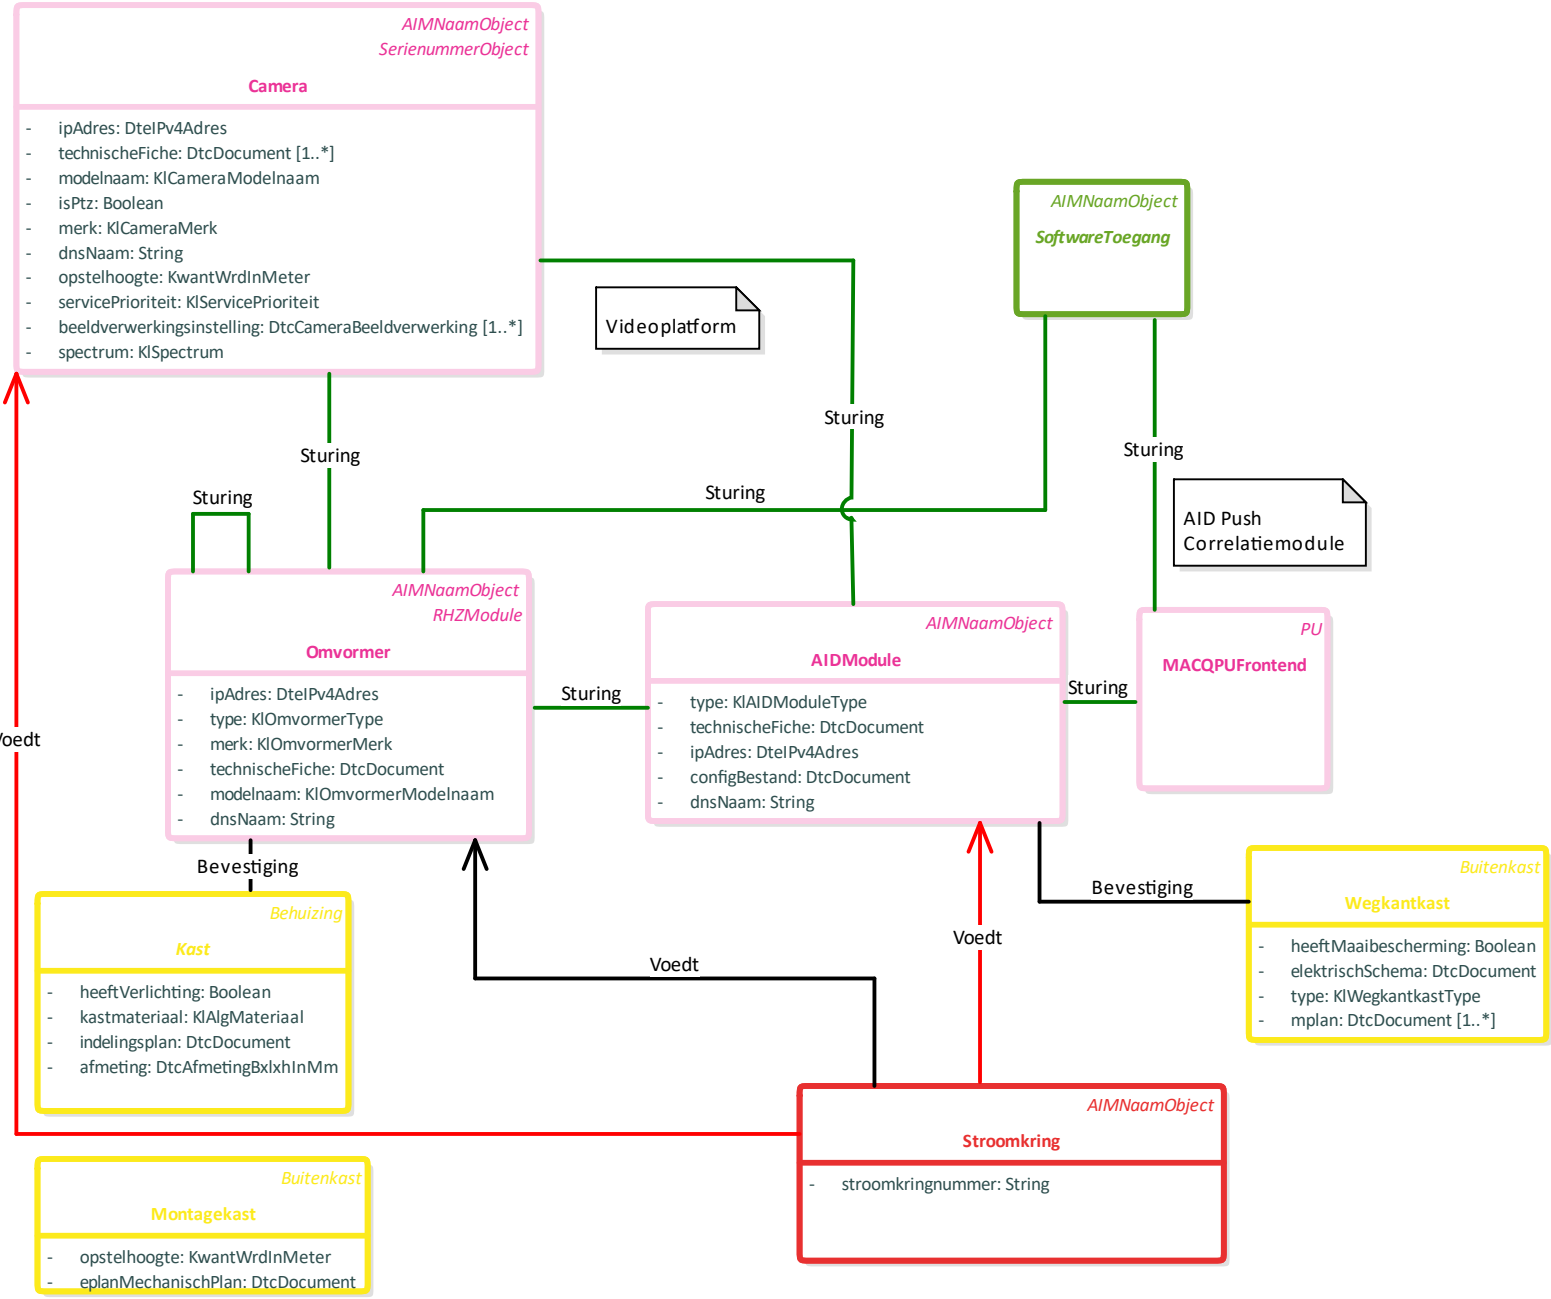 AIMNaamObject
SerienummerObject
Camera
- ipAdres: DteIPv4Adres
- technischeFiche: DtcDocument [1..*]
- modelnaam: KlCameraModelnaam
- isPtz: Boolean
- merk: KlCameraMerk
- dnsNaam: String
- opstelhoogte: KwantWrdInMeter
- servicePrioriteit: KlServicePrioriteit
- beeldverwerkingsinstelling: DtcCameraBeeldverwerking [1..*]
- spectrum: KlSpectrum
AIMNaamObject
SoftwareToegang
Videoplatform
Sturing
Sturing
Sturing
Sturing
Sturing
AID Push
Correlatiemodule
AIMNaamObject
RHZModule
Omvormer
- ipAdres: DteIPv4Adres
- type: KlOmvormerType
- merk: KlOmvormerMerk
- technischeFiche: DtcDocument
- modelnaam: KlOmvormerModelnaam
- dnsNaam: String
Sturing
AIMNaamObject
AIDModule
- type: KlAIDModuleType
- technischeFiche: DtcDocument
- ipAdres: DteIPv4Adres
- configBestand: DtcDocument
- dnsNaam: String
Sturing
PU
MACQPUFrontend
Voedt
Bevestiging
Behuizing
Kast
- heeftVerlichting: Boolean
- kastmateriaal: KlAlgMateriaal
- indelingsplan: DtcDocument
- afmeting: DtcAfmetingBxlxhInMm
Voedt
Voedt
Bevestiging
Buitenkast
Wegkantkast
- heeftMaaibescherming: Boolean
- elektrischSchema: DtcDocument
- type: KlWegkantkastType
- mplan: DtcDocument [1..*]
AIMNaamObject
Stroomkring
- stroomkringnummer: String
Buitenkast
Montagekast
- opstelhoogte: KwantWrdInMeter
- eplanMechanischPlan: DtcDocument